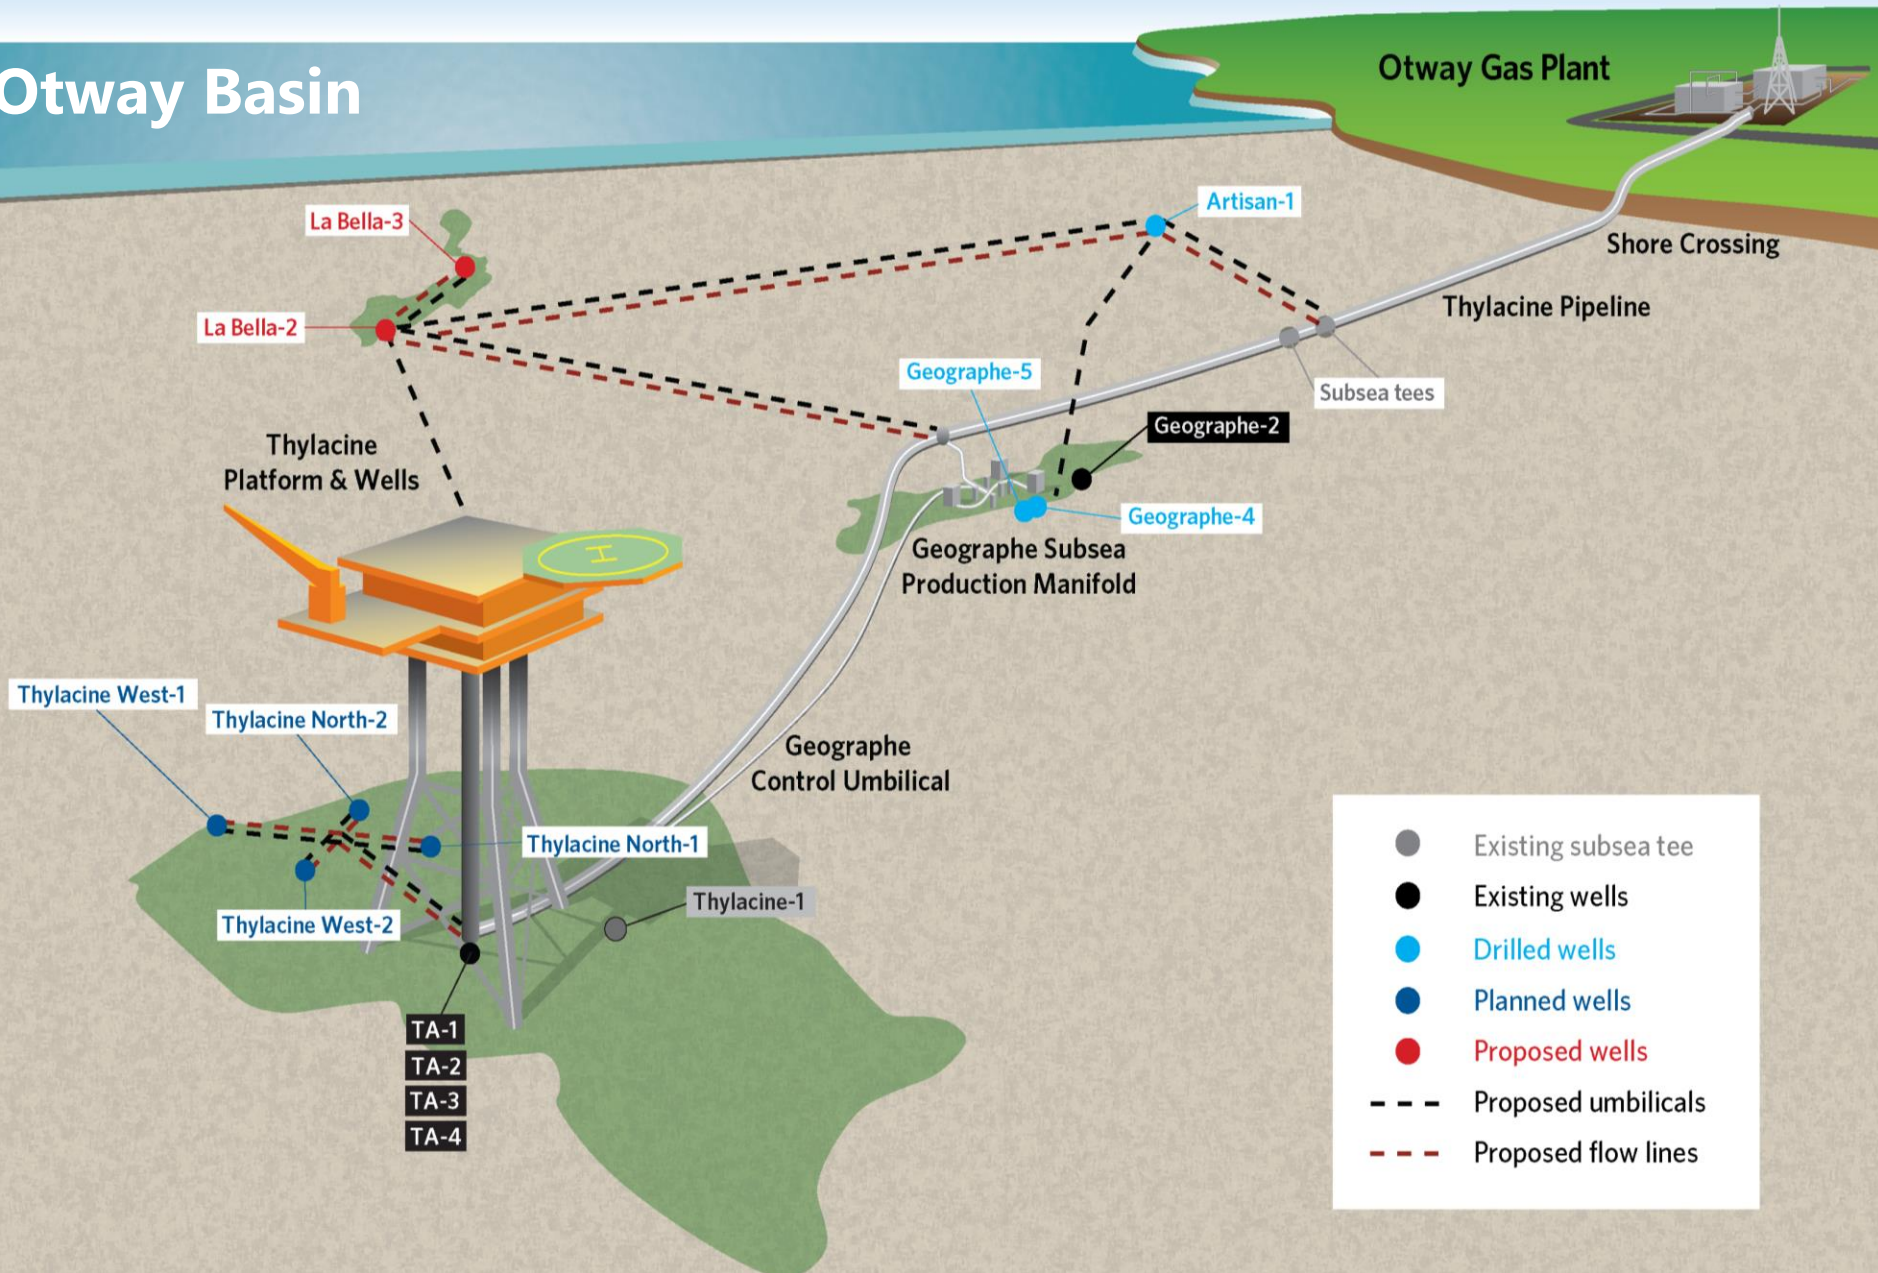 Otway Basin
Otway Gas Plant
La Bella-3
Artisan-1
Shore Crossing
Thylacine Pipeline
La Bella-2
Geographe-5
Subsea tees
Geographe-2
Thylacine
Platform & Wells
Geographe-4
H
Geographe Subsea
Production Manifold
Thylacine West-1
Thylacine North-2
Geographe
Control Umbilical
Thylacine North-1
Thylacine-1
Thylacine West-2
TA-1
TA-2
TA-3
TA-4
Existing subsea tee
Existing wells
Drilled wells
Planned wells
Proposed wells
Proposed umbilicals
Proposed flow lines